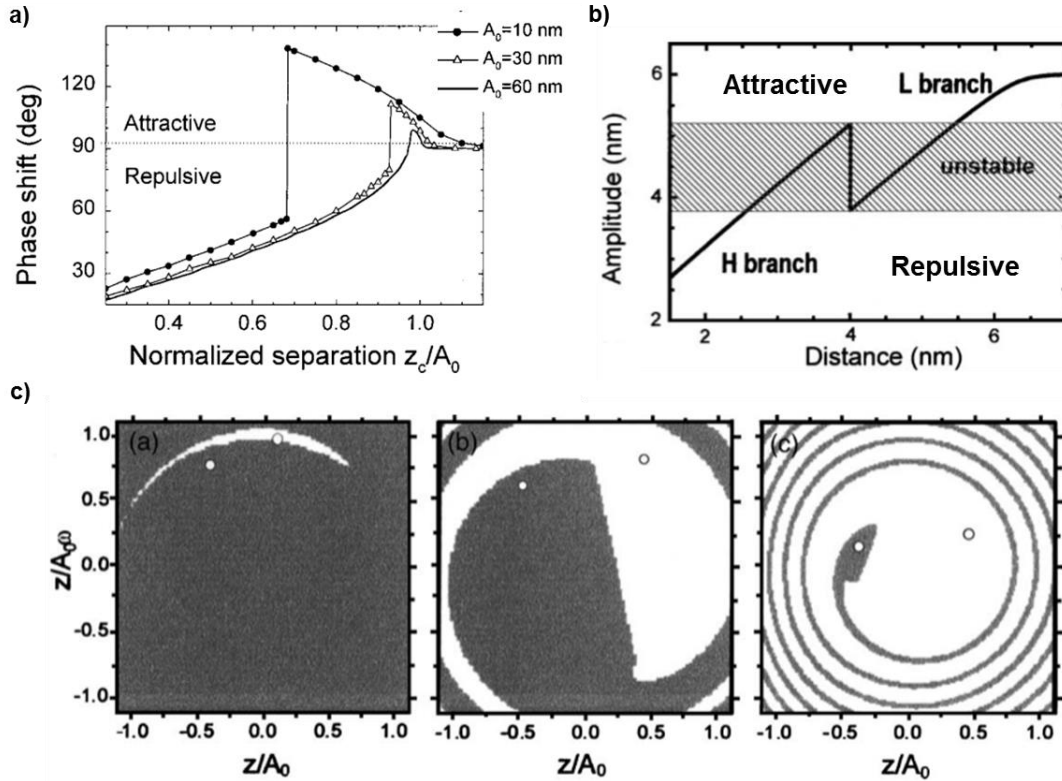 a)
A₀=10 nm
A₀=30 nm
A₀=60 nm
120
90
60
30
Attractive
Repulsive
Phase shift (deg)
0.4 0.6 0.8 1.0
Normalized separation z_c/A₀
b)
6
4
2
Attractive
L branch
unstable
H branch
Repulsive
Amplitude (nm)
2 4 6
Distance (nm)
c)
(a) (b) (c)
1.0
0.5
0.0
-0.5
-1.0
z/A₀ω
-1.0 -0.5 0.0 0.5 1.0
-1.0 -0.5 0.0 0.5 1.0
-1.0 -0.5 0.0 0.5 1.0
z/A₀
z/A₀
z/A₀